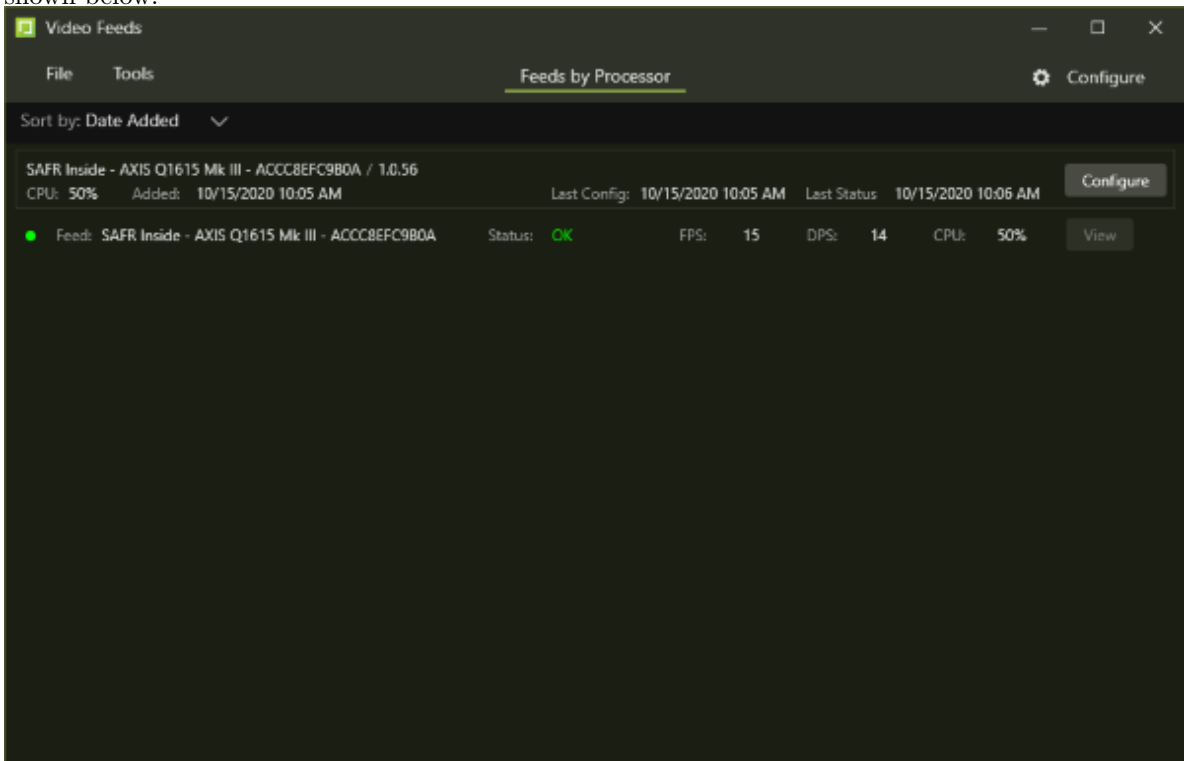 shown below:
Video Feeds
File Tools Feeds by Processor Configure
Sort by: Date Added
SAFR Inside - AXIS Q1615 Mk III - ACCC8EFC9B0A / 1.0.56
CPU: 50% Added: 10/15/2020 10:05 AM Last Config: 10/15/2020 10:05 AM Last Status 10/15/2020 10:06 AM Configure
Feed: SAFR Inside - AXIS Q1615 Mk III - ACCC8EFC9B0A Status: OK FPS: 15 DPS: 14 CPU: 50% View